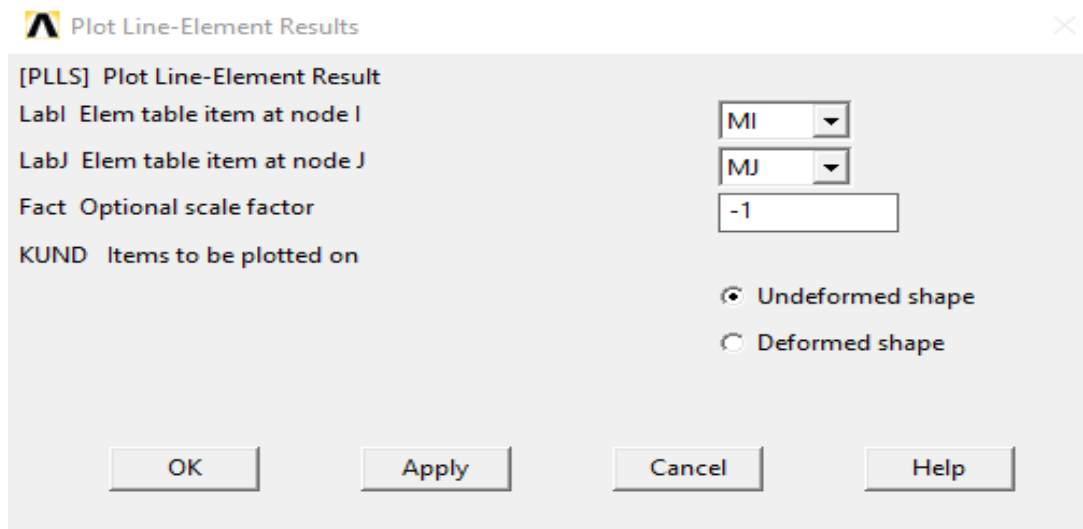 Plot Line-Element Results
[PLLS] Plot Line-Element Result
LabI Elem table item at node I
MI
LabJ Elem table item at node J
MJ
Fact Optional scale factor
-1
KUND Items to be plotted on
Undeformed shape
Deformed shape
OK Apply Cancel Help